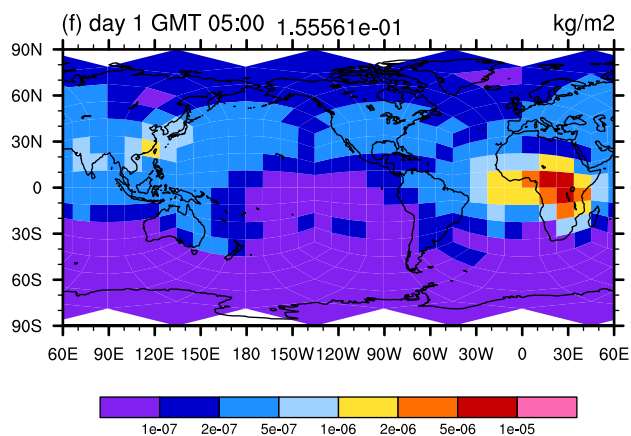 (f) day 1 GMT 05:00 1.55561e-01 kg/m2
90N
60N
30N
0
30S
60S
90S
60E 90E 120E 150E 180 150W 120W 90W 60W 30W 0 30E 60E
1e-07 2e-07 5e-07 1e-06 2e-06 5e-06 1e-05